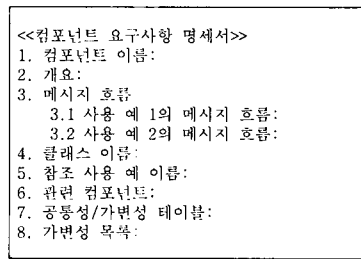 <<컴포넌트 요구사항 명세서>>
1. 컴포넌트 이름:
2. 개요:
3. 메시지 흐름
3.1 사용 예 1의 메시지 흐름:
3.2 사용 예 2의 메시지 흐름:
4. 클래스 이름:
5. 참조 사용 예 이름:
6. 관련 컴포넌트:
7. 공통성/가변성 테이블:
8. 가변성 목록: